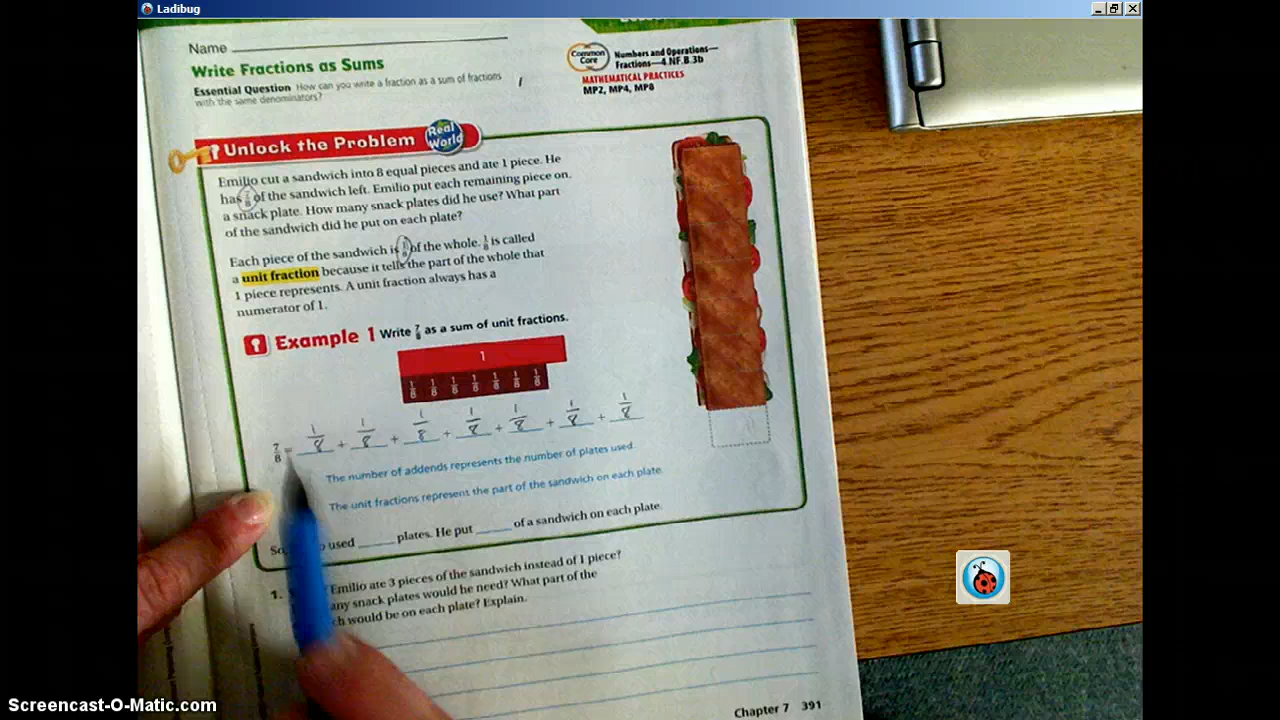 Ladibug
Name
Write Fractions as Sums
Essential Question How can you write a fraction as a sum of fractions
with the same denominators?
Common
Core
Numbers and Operations—
Fractions—4.NF.B.3b
MATHEMATICAL PRACTICES
MP2, MP4, MP8
Unlock the Problem
Real
World
Emilio cut a sandwich into 8 equal pieces and ate 1 piece. He
has 7/8 of the sandwich left. Emilio put each remaining piece on
a snack plate. How many snack plates did he use? What part
of the sandwich did he put on each plate?
Each piece of the sandwich is 1/8 of the whole. 1/8 is called
a unit fraction because it tells the part of the whole that
1 piece represents. A unit fraction always has a
numerator of 1.
Example 1 Write 7/8 as a sum of unit fractions.
1
1/8 1/8 1/8 1/8 1/8 1/8 1/8
7/8 = 1/8 + 1/8 + 1/8 + 1/8 + 1/8 + 1/8 + 1/8
The number of addends represents the number of plates used.
The unit fractions represent the part of the sandwich on each plate.
used _____ plates. He put _____ of a sandwich on each plate.
1.
Emilio ate 3 pieces of the sandwich instead of 1 piece?
snack plates would he need? What part of the
would be on each plate? Explain.
Chapter 7 391
Screencast-O-Matic.com